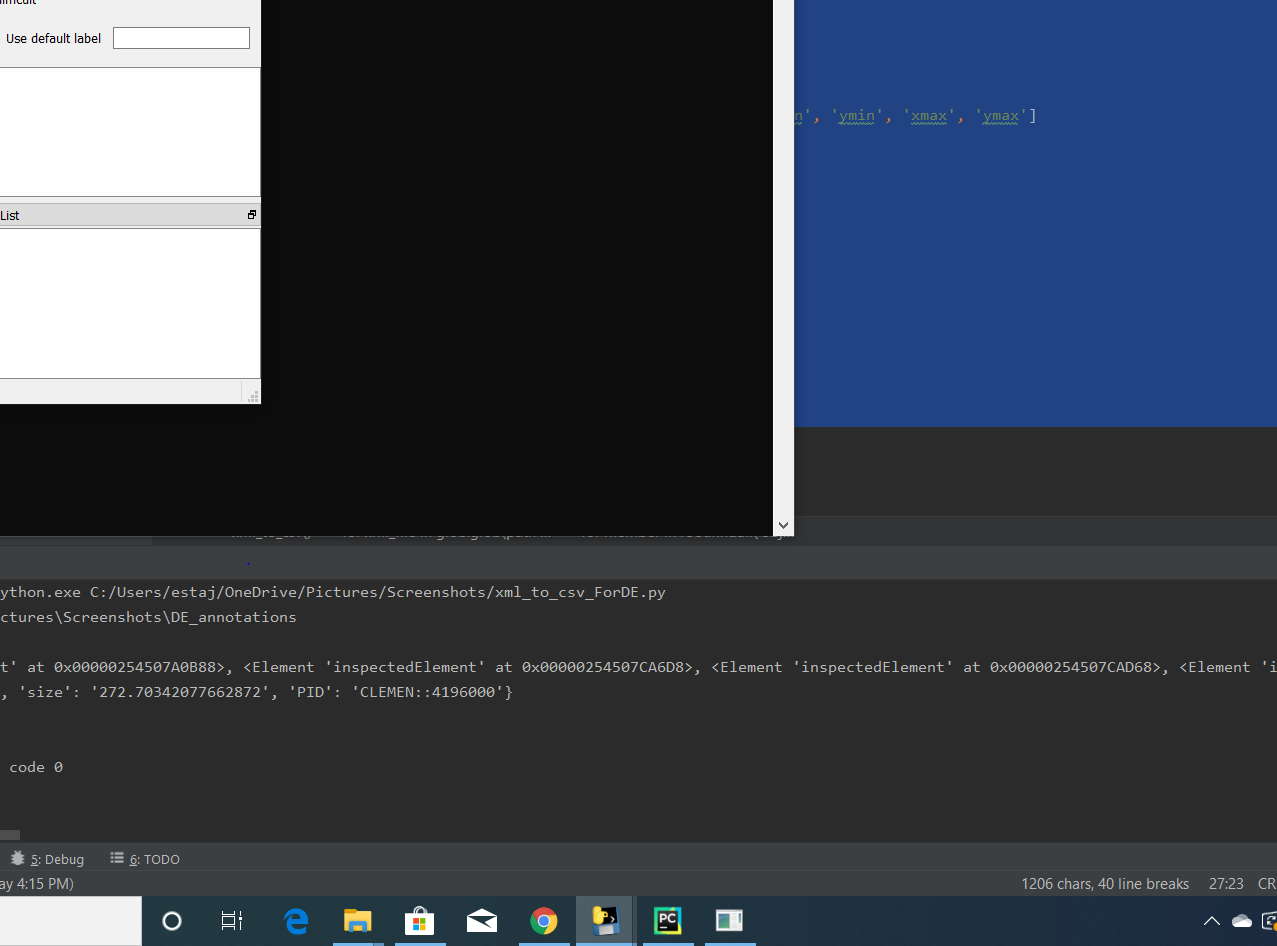 Use default label
n', 'ymin', 'xmax', 'ymax']
List
ython.exe C:/Users/estaj/OneDrive/Pictures/Screenshots/xml_to_csv_ForDE.py
ctures\Screenshots\DE_annotations
t' at 0x00000254507A0B88>, <Element 'inspectedElement' at 0x00000254507CA6D8>, <Element 'inspectedElement' at 0x00000254507CAD68>, <Element 'i
, 'size': '272.70342077662872', 'PID': 'CLEMEN::4196000'}
code 0
5: Debug 6: TODO
ay 4:15 PM) 1206 chars, 40 line breaks 27:23 CR
PC